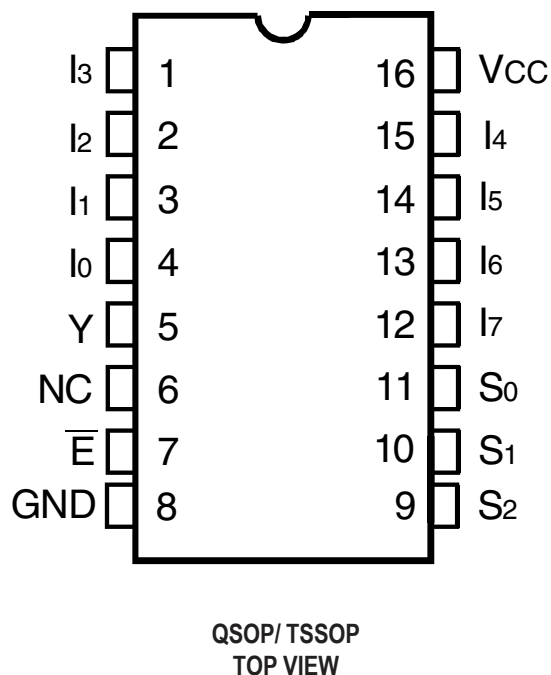 I3 1 16 VCC
I2 2 15 I4
I1 3 14 I5
I0 4 13 I6
Y 5 12 I7
NC 6 11 S0
E̅ 7 10 S1
GND 8 9 S2
QSOP/ TSSOP
TOP VIEW